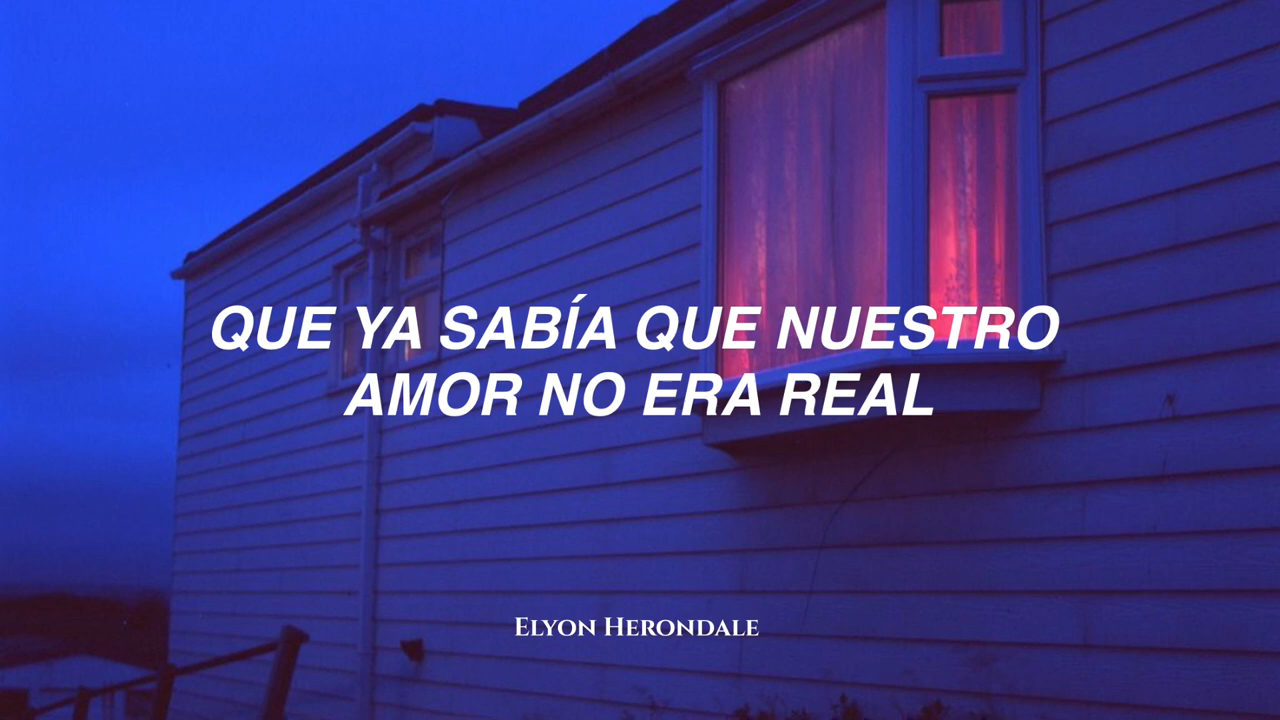 QUE YA SABÍA QUE NUESTRO
AMOR NO ERA REAL
ELYON HERONDALE